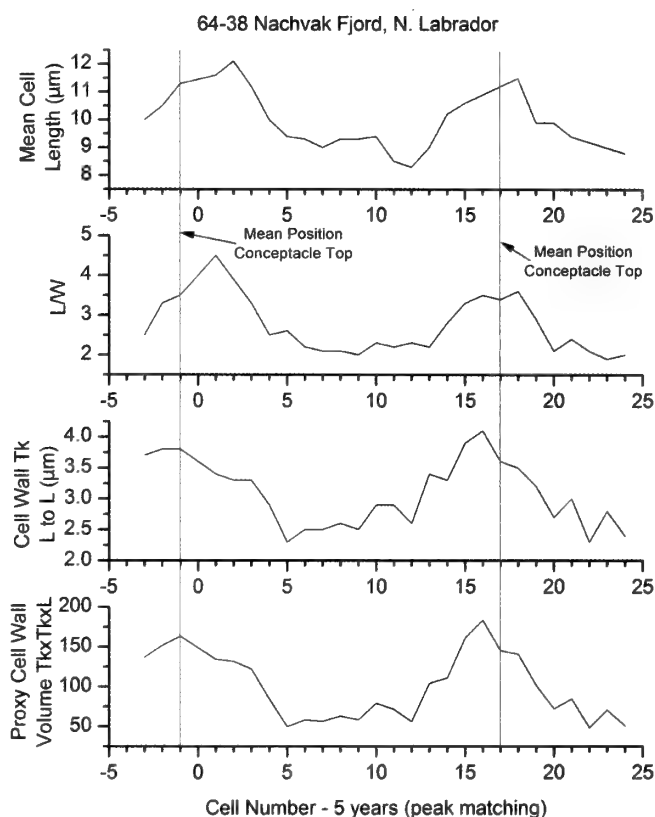 64-38 Nachvak Fjord, N. Labrador
Mean Cell
Length (µm)
12
11
10
9
8
-5 0 5 10 15 20 25
Mean Position
Conceptacle Top
Mean Position
Conceptacle Top
L/W
5
4
3
2
-5 0 5 10 15 20 25
Cell Wall Tk
L to L (µm)
4.0
3.5
3.0
2.5
2.0
-5 0 5 10 15 20 25
Proxy Cell Wall
Volume TkxTkxL
200
150
100
50
-5 0 5 10 15 20 25
Cell Number - 5 years (peak matching)